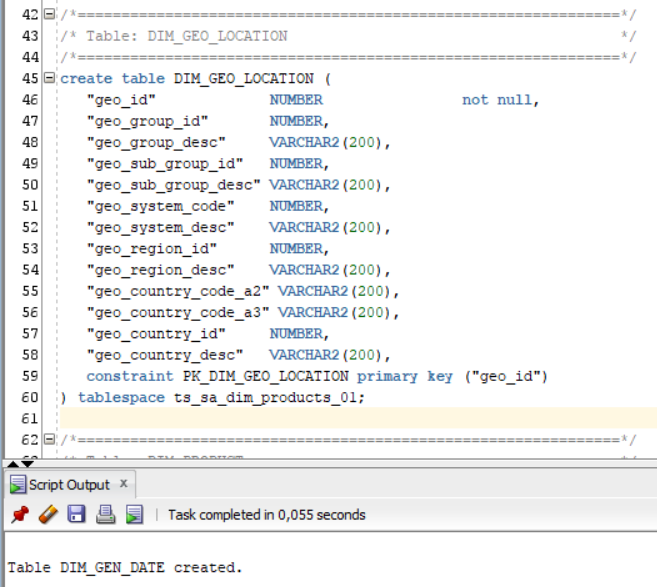 42 /*==============================================================*/
43 /* Table: DIM_GEO_LOCATION                                      */
44 /*==============================================================*/
45 create table DIM_GEO_LOCATION (
46    "geo_id"             NUMBER                not null,
47    "geo_group_id"       NUMBER,
48    "geo_group_desc"     VARCHAR2(200),
49    "geo_sub_group_id"   NUMBER,
50    "geo_sub_group_desc" VARCHAR2(200),
51    "geo_system_code"    NUMBER,
52    "geo_system_desc"    VARCHAR2(200),
53    "geo_region_id"      NUMBER,
54    "geo_region_desc"    VARCHAR2(200),
55    "geo_country_code_a2" VARCHAR2(200),
56    "geo_country_code_a3" VARCHAR2(200),
57    "geo_country_id"     NUMBER,
58    "geo_country_desc"   VARCHAR2(200),
59    constraint PK_DIM_GEO_LOCATION primary key ("geo_id")
60 ) tablespace ts_sa_dim_products_01;
61
62 /*==============================================================*/
Script Output x
Task completed in 0,055 seconds
Table DIM_GEN_DATE created.